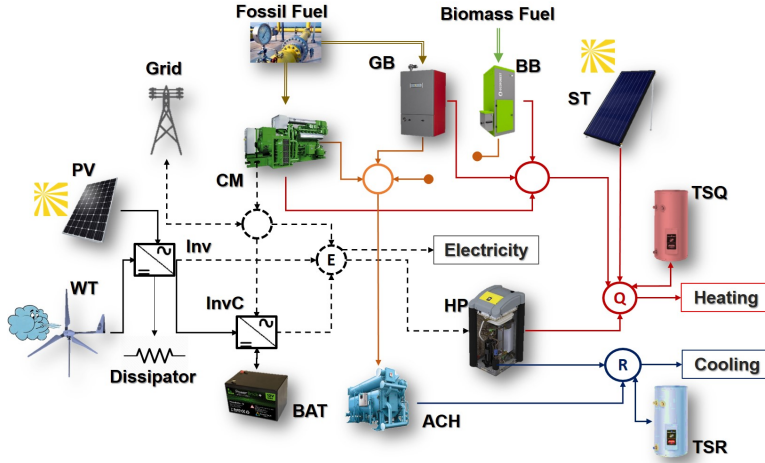 Fossil Fuel
Biomass Fuel
Grid
GB
BB
ST
PV
CM
TSQ
Inv
E
Electricity
WT
InvC
HP
Q
Heating
Dissipator
R
Cooling
BAT
ACH
TSR